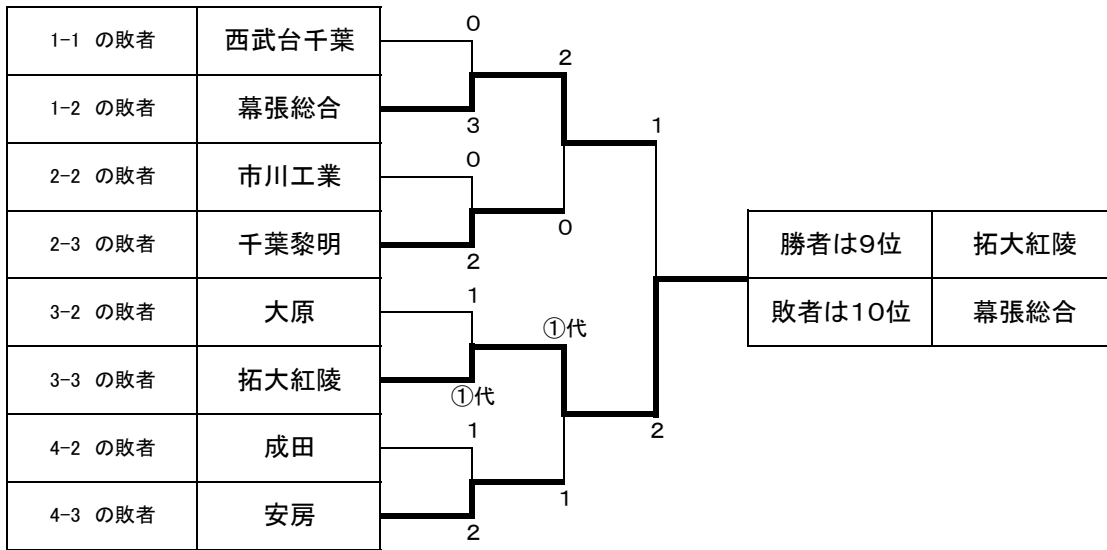 1-1 の敗者 西武台千葉
0
2
1-2 の敗者 幕張総合
3
1
2-2 の敗者 市川工業
0
2-3 の敗者 千葉黎明
2
0
勝者は9位 拓大紅陵
3-2 の敗者 大原
1
①代
敗者は10位 幕張総合
3-3 の敗者 拓大紅陵
①代
2
4-2 の敗者 成田
1
4-3 の敗者 安房
2
1